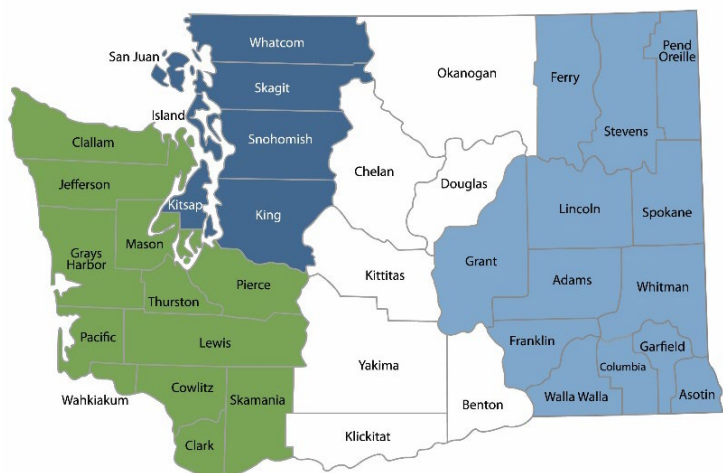 Whatcom
San Juan
Skagit
Island
Snohomish
Clallam
Jefferson
Kitsap
King
Mason
Grays
Harbor
Thurston
Pierce
Pacific
Lewis
Wahkiakum
Cowlitz
Skamania
Clark
Okanogan
Chelan
Douglas
Kittitas
Yakima
Klickitat
Benton
Ferry
Stevens
Pend
Oreille
Lincoln
Spokane
Grant
Adams
Whitman
Franklin
Garfield
Columbia
Walla Walla
Asotin